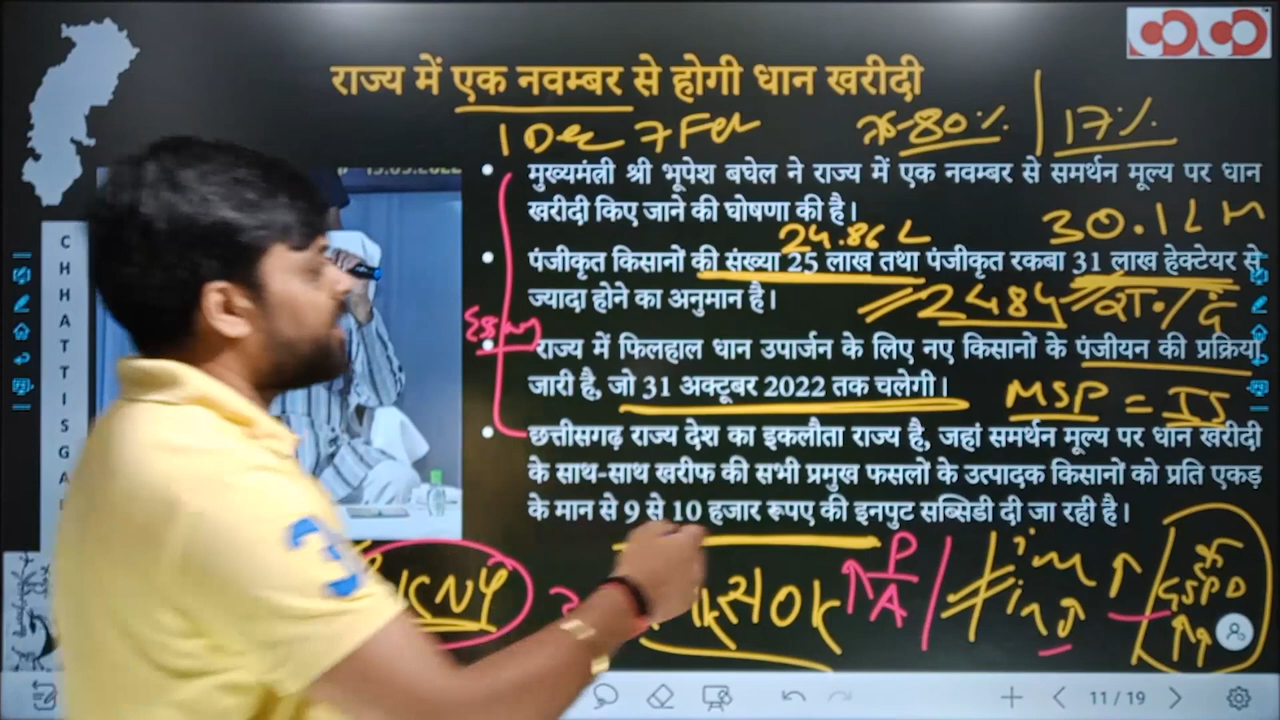 राज्य में एक नवम्बर से होगी धान खरीदी
1 Dec 7 Feb
80% | 17%
मुख्यमंत्री श्री भूपेश बघेल ने राज्य में एक नवम्बर से समर्थन मूल्य पर धान
खरीदी किए जाने की घोषणा की है।
24.86 L
30.1 L H
पंजीकृत किसानों की संख्या 25 लाख तथा पंजीकृत रकबा 31 लाख हेक्टेयर से
ज्यादा होने का अनुमान है।
2484
राज्य में फिलहाल धान उपार्जन के लिए नए किसानों के पंजीयन की प्रक्रिया
जारी है, जो 31 अक्टूबर 2022 तक चलेगी।
MSP = IS
छत्तीसगढ़ राज्य देश का इकलौता राज्य है, जहां समर्थन मूल्य पर धान खरीदी
के साथ-साथ खरीफ की सभी प्रमुख फसलों के उत्पादक किसानों को प्रति एकड़
के मान से 9 से 10 हजार रूपए की इनपुट सब्सिडी दी जा रही है।
P
A
C
H
H
A
T
T
I
S
G
A
11 / 19